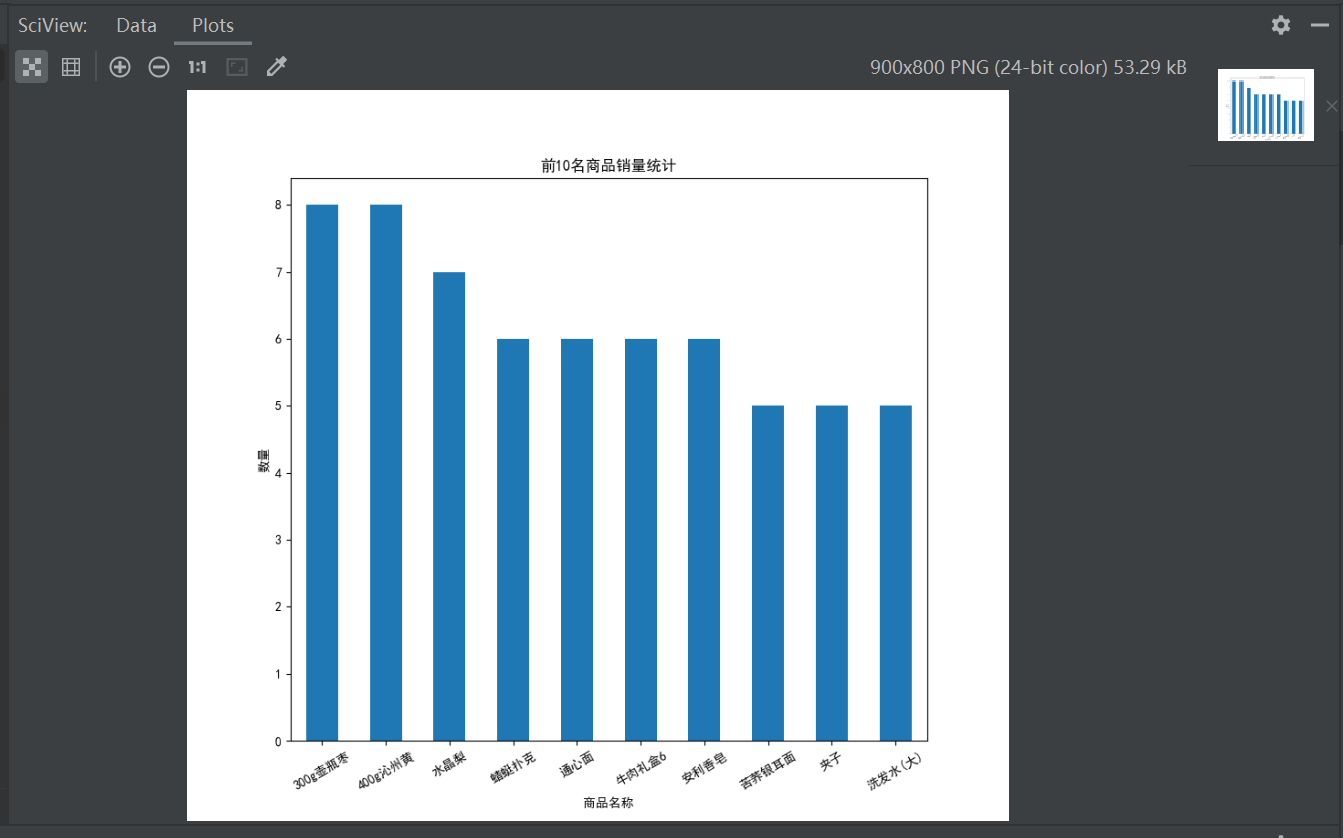 SciView: Data Plots
1:1
900x800 PNG (24-bit color) 53.29 kB
前10名商品销量统计
8
7
6
5
4
3
2
1
0
数量
300g壶瓶枣 400g沁州黄 水晶梨 蜻蜓扑克 通心面 牛肉礼盒6 安利香皂 苦荞银耳面 夹子 洗发水(大)
商品名称